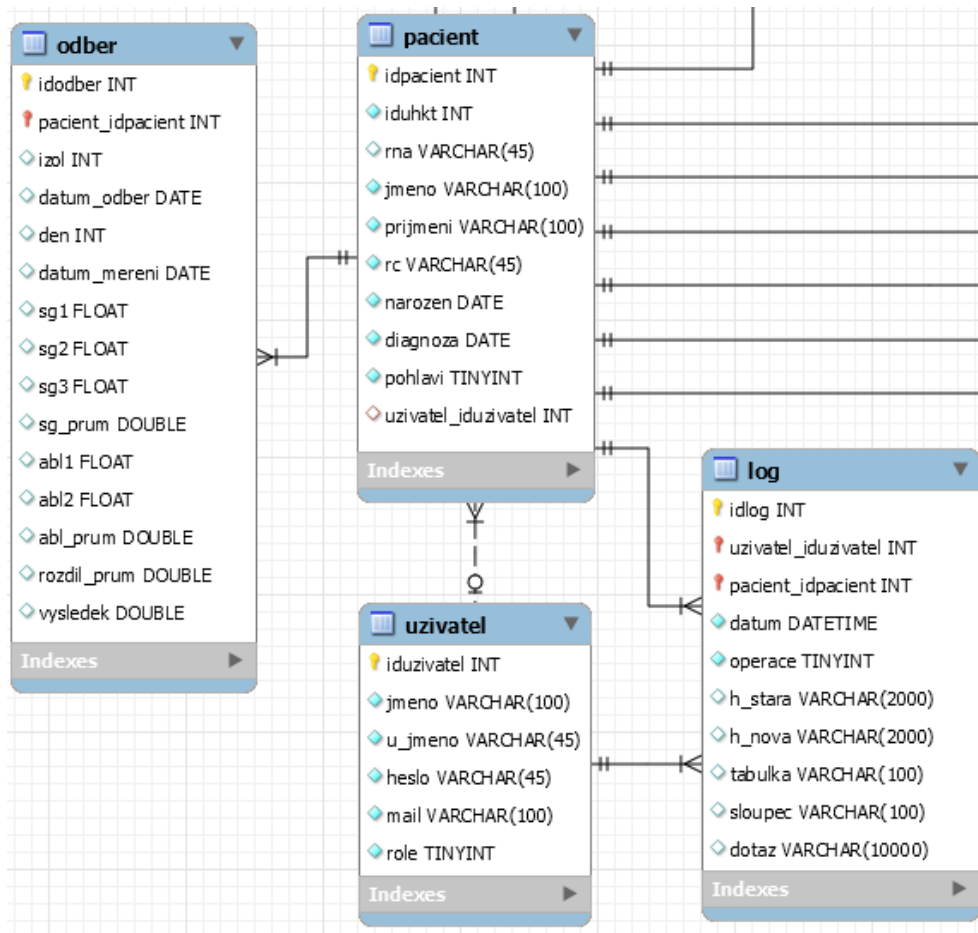 odber
idodber INT
pacient_idpacient INT
izol INT
datum_odber DATE
den INT
datum_mereni DATE
sg1 FLOAT
sg2 FLOAT
sg3 FLOAT
sg_prum DOUBLE
abl1 FLOAT
abl2 FLOAT
abl_prum DOUBLE
rozdil_prum DOUBLE
vysledek DOUBLE
Indexes
pacient
idpacient INT
iduhkt INT
rna VARCHAR(45)
jmeno VARCHAR(100)
prijmeni VARCHAR(100)
rc VARCHAR(45)
narozen DATE
diagnoza DATE
pohlavi TINYINT
uzivatel_iduzivatel INT
Indexes
uzivatel
iduzivatel INT
jmeno VARCHAR(100)
u_jmeno VARCHAR(45)
heslo VARCHAR(45)
mail VARCHAR(100)
role TINYINT
Indexes
log
idlog INT
uzivatel_iduzivatel INT
pacient_idpacient INT
datum DATETIME
operace TINYINT
h_stara VARCHAR(2000)
h_nova VARCHAR(2000)
tabulka VARCHAR(100)
sloupec VARCHAR(100)
dotaz VARCHAR(10000)
Indexes